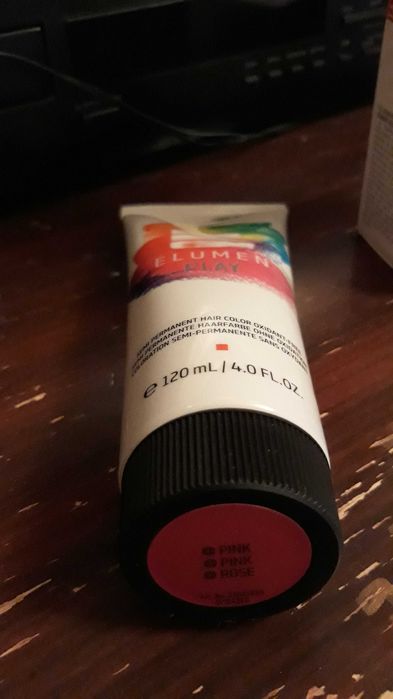 ELUMEN
PLAY
SEMI-PERMANENT HAIR COLOR OXIDANT-FREE
SEMI-PERMANENTE HAARFARBE OHNE OXIDANT
COLORATION SEMI-PERMANENTE SANS OXYDANT
℮ 120 mL / 4.0 FL.OZ.
PINK
PINK
ROSE